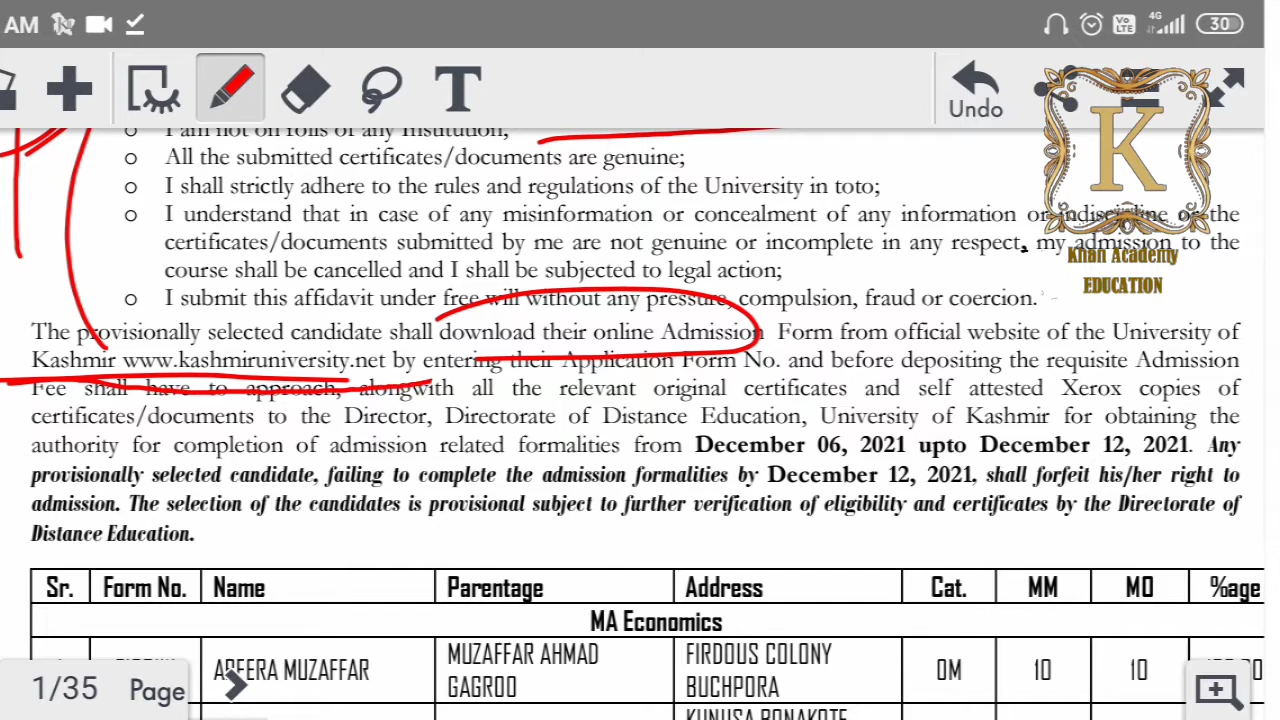 AM
Vo LTE
4G
30
T
Undo
K
o I am not on rolls of any Institution;
o All the submitted certificates/documents are genuine;
o I shall strictly adhere to the rules and regulations of the University in toto;
o I understand that in case of any misinformation or concealment of any information or indiscipline or the
certificates/documents submitted by me are not genuine or incomplete in any respect, my admission to the
course shall be cancelled and I shall be subjected to legal action;
Khan Academy
EDUCATION
o I submit this affidavit under free will without any pressure, compulsion, fraud or coercion.
The provisionally selected candidate shall download their online Admission Form from official website of the University of
Kashmir www.kashmiruniversity.net by entering their Application Form No. and before depositing the requisite Admission
Fee shall have to approach, alongwith all the relevant original certificates and self attested Xerox copies of
certificates/documents to the Director, Directorate of Distance Education, University of Kashmir for obtaining the
authority for completion of admission related formalities from December 06, 2021 upto December 12, 2021. Any
provisionally selected candidate, failing to complete the admission formalities by December 12, 2021, shall forfeit his/her right to
admission. The selection of the candidates is provisional subject to further verification of eligibility and certificates by the Directorate of
Distance Education.
Sr. Form No. Name Parentage Address Cat. MM MO %age
MA Economics
MUZAFFAR MUZAFFAR AHMAD GAGROO FIRDOUS COLONY BUCHPORA OM 10 10
1/35 Page